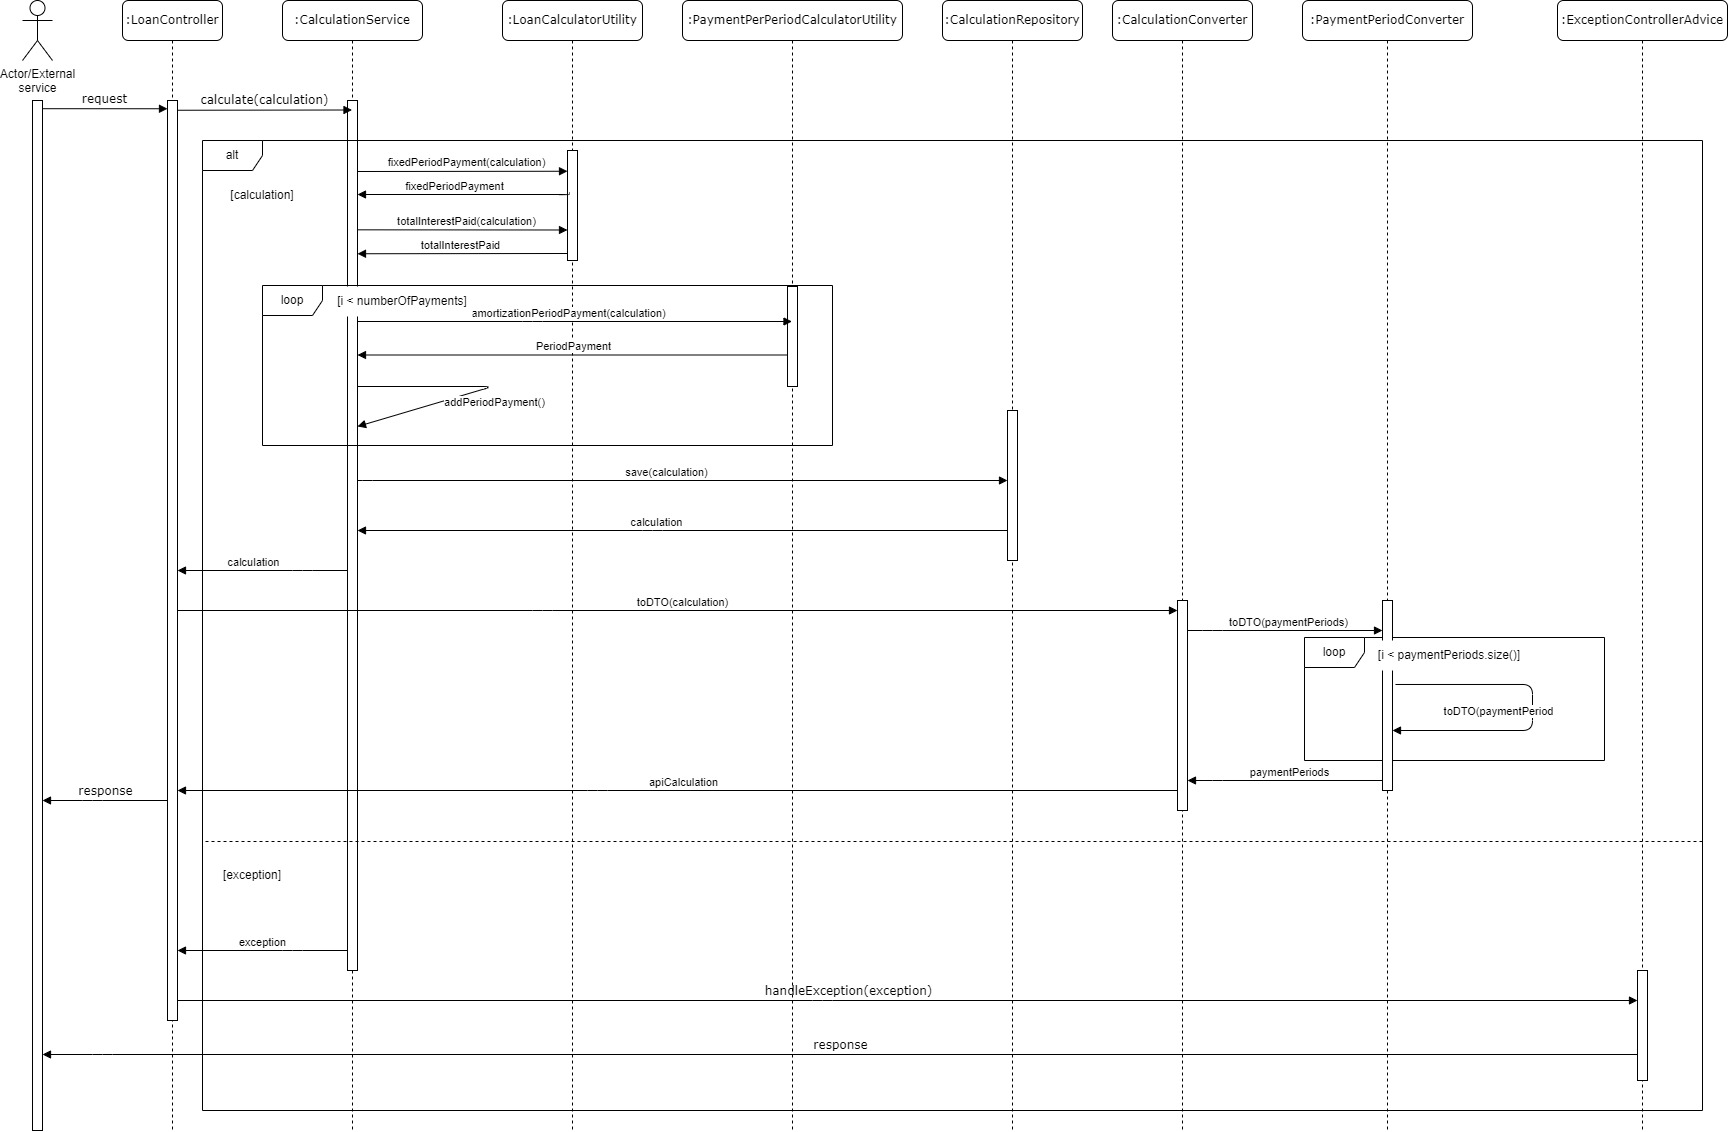 :LoanController
:CalculationService
:LoanCalculatorUtility
:PaymentPerPeriodCalculatorUtility
:CalculationRepository
:CalculationConverter
:PaymentPeriodConverter
:ExceptionControllerAdvice
Actor/External
service
request
calculate(calculation)
alt
[calculation]
fixedPeriodPayment(calculation)
fixedPeriodPayment
totalInterestPaid(calculation)
totalInterestPaid
loop
[i < numberOfPayments]
amortizationPeriodPayment(calculation)
PeriodPayment
addPeriodPayment()
save(calculation)
calculation
calculation
toDTO(calculation)
toDTO(paymentPeriods)
loop
[i < paymentPeriods.size()]
toDTO(paymentPeriod
paymentPeriods
apiCalculation
response
[exception]
exception
handleException(exception)
response